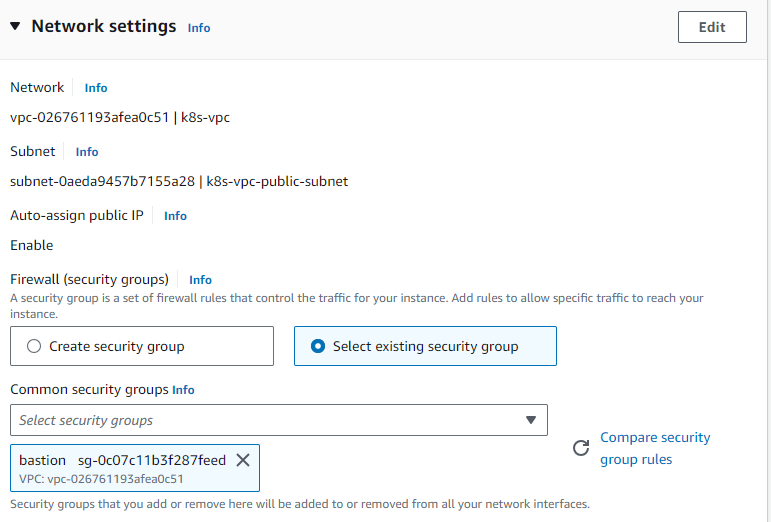 Network settings Info
Edit
Network Info
vpc-026761193afea0c51 | k8s-vpc
Subnet Info
subnet-0aeda9457b7155a28 | k8s-vpc-public-subnet
Auto-assign public IP Info
Enable
Firewall (security groups) Info
A security group is a set of firewall rules that control the traffic for your instance. Add rules to allow specific traffic to reach your
instance.
Create security group
Select existing security group
Common security groups Info
Select security groups
bastion sg-0c07c11b3f287feed
VPC: vpc-026761193afea0c51
Compare security
group rules
Security groups that you add or remove here will be added to or removed from all your network interfaces.